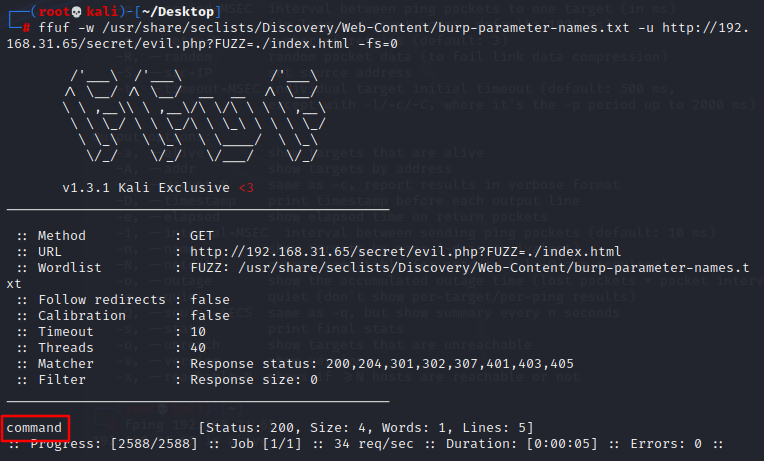 (root💀kali)-[~/Desktop]
# ffuf -w /usr/share/seclists/Discovery/Web-Content/burp-parameter-names.txt -u http://192.
168.31.65/secret/evil.php?FUZZ=./index.html -fs=0
v1.3.1 Kali Exclusive <3
:: Method : GET
:: URL : http://192.168.31.65/secret/evil.php?FUZZ=./index.html
:: Wordlist : FUZZ: /usr/share/seclists/Discovery/Web-Content/burp-parameter-names.t
xt
:: Follow redirects : false
:: Calibration : false
:: Timeout : 10
:: Threads : 40
:: Matcher : Response status: 200,204,301,302,307,401,403,405
:: Filter : Response size: 0
command [Status: 200, Size: 4, Words: 1, Lines: 5]
:: Progress: [2588/2588] :: Job [1/1] :: 34 req/sec :: Duration: [0:00:05] :: Errors: 0 ::